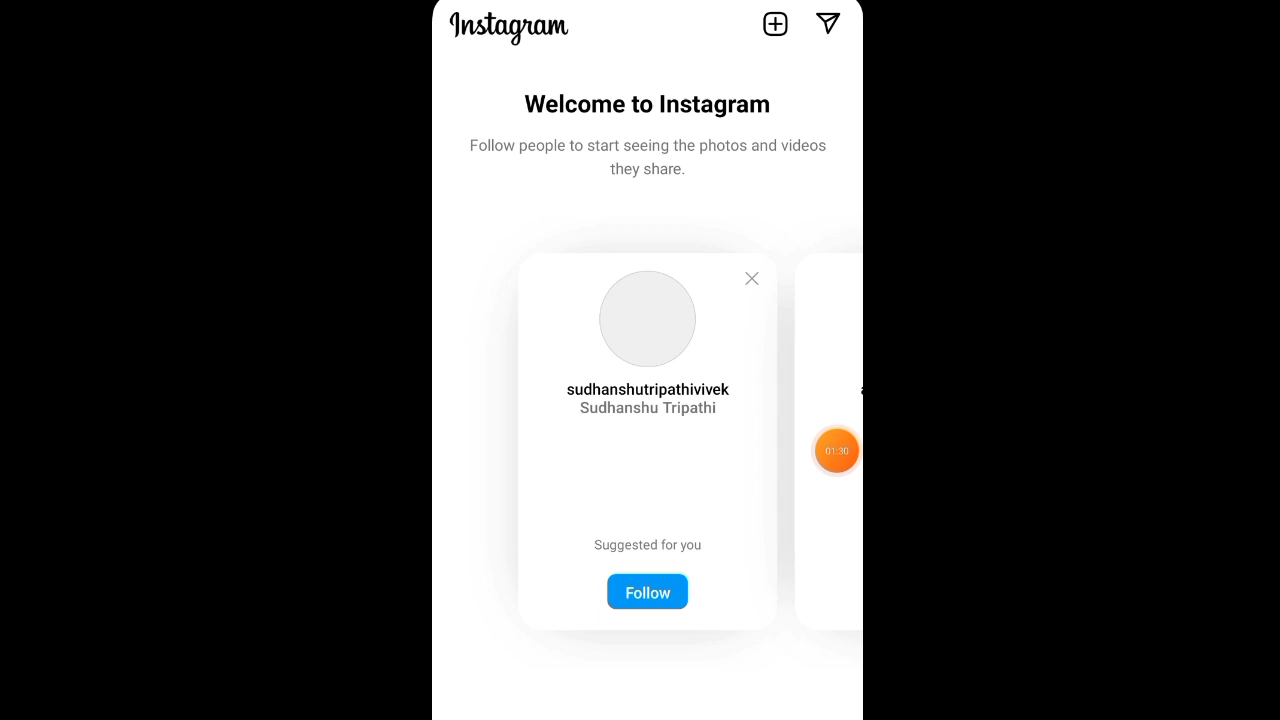 Instagram
Welcome to Instagram
Follow people to start seeing the photos and videos
they share.
sudhanshutripathivivek
Sudhanshu Tripathi
01:30
Suggested for you
Follow